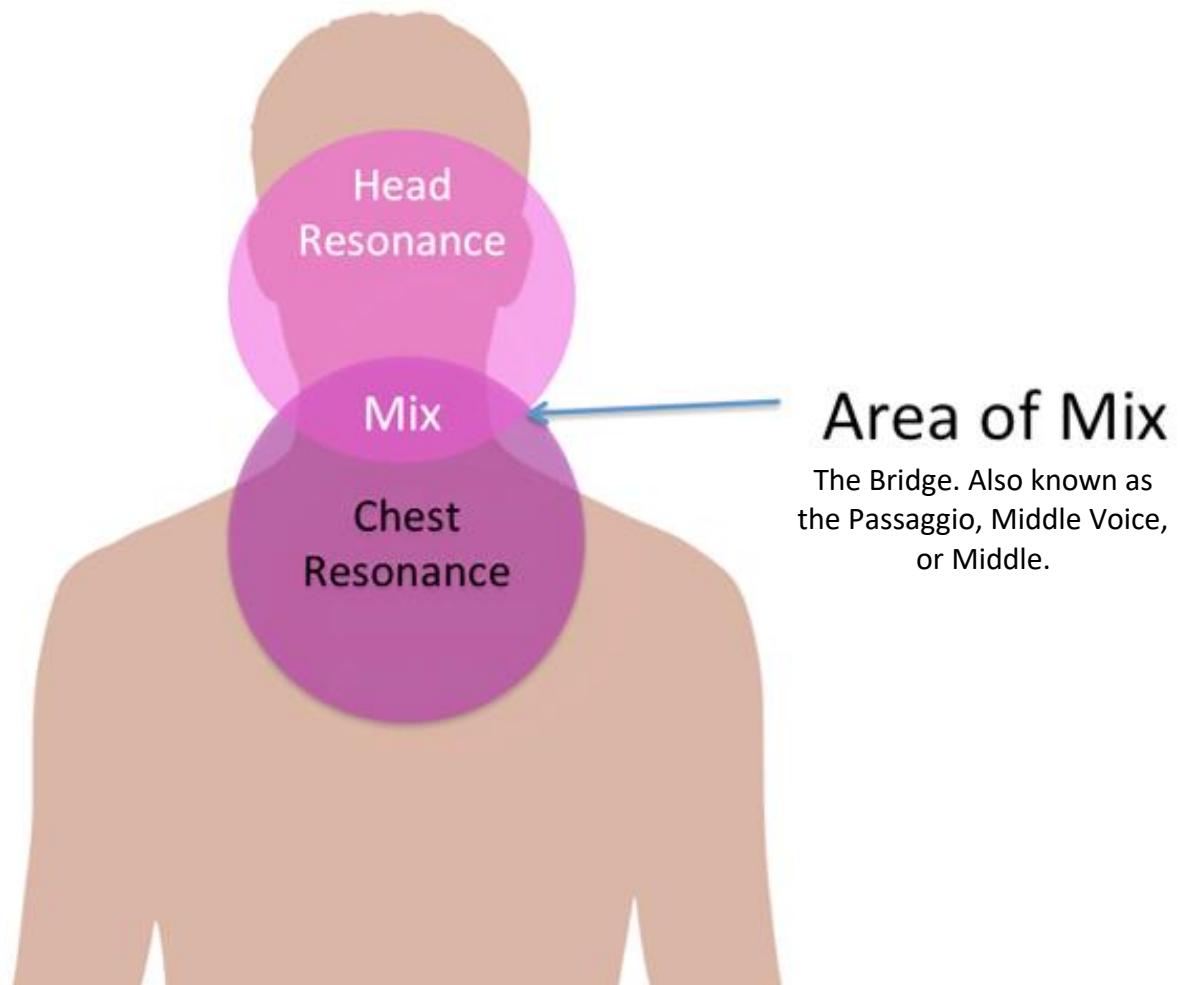 Head
Resonance
Mix
Chest
Resonance
Area of Mix
The Bridge. Also known as
the Passaggio, Middle Voice,
or Middle.